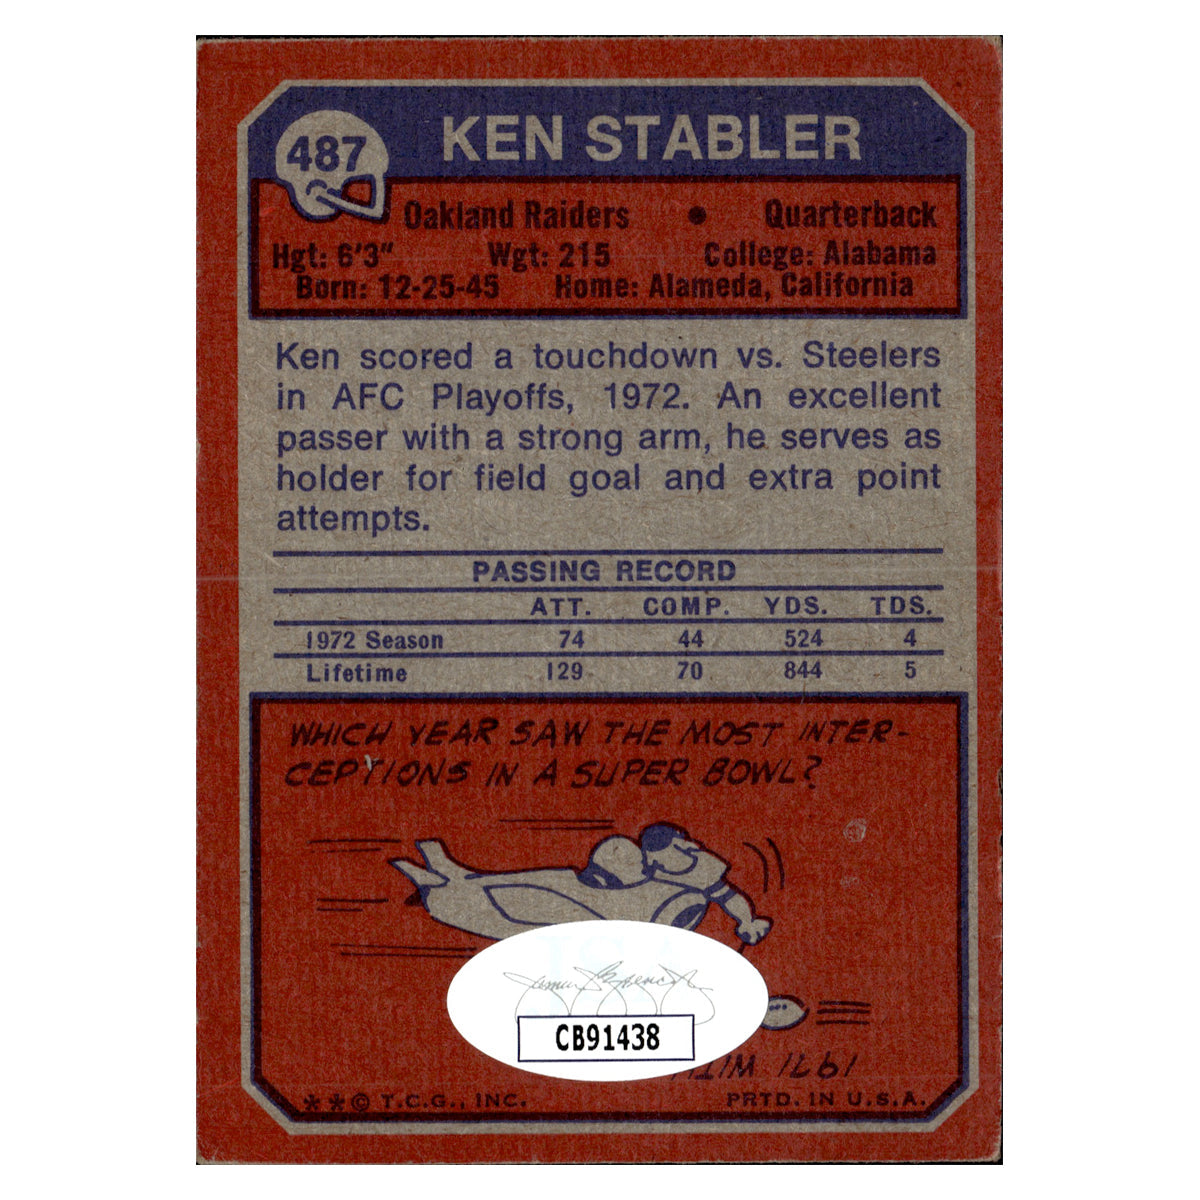 487
KEN STABLER
Oakland Raiders • Quarterback
Hgt: 6'3" Wgt: 215 College: Alabama
Born: 12-25-45 Home: Alameda, California
Ken scored a touchdown vs. Steelers
in AFC Playoffs, 1972. An excellent
passer with a strong arm, he serves as
holder for field goal and extra point
attempts.
PASSING RECORD
ATT. COMP. YDS. TDS.
1972 Season 74 44 524 4
Lifetime 129 70 844 5
WHICH YEAR SAW THE MOST INTER-
CEPTIONS IN A SUPER BOWL?
JSA
James Spence Jr
CB91438
1971
** © T.C.G., INC. PRTD. IN U.S.A.